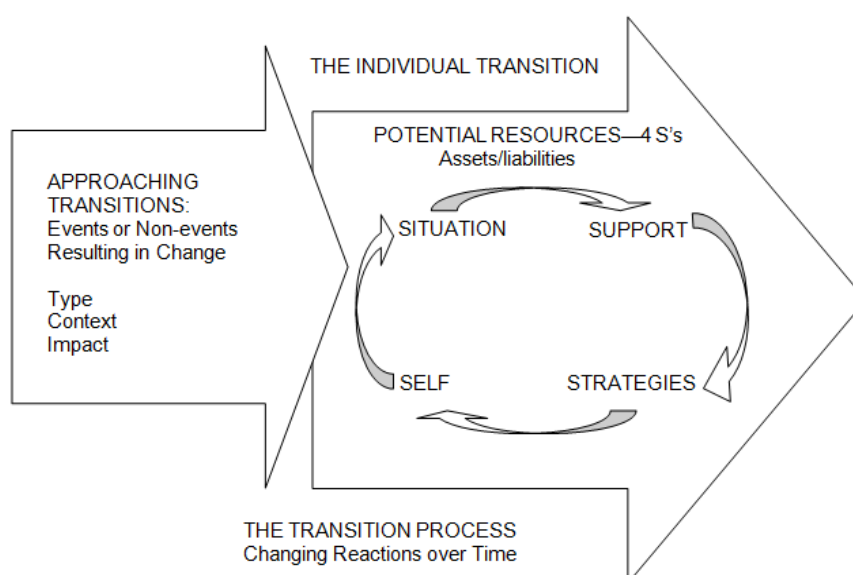 THE INDIVIDUAL TRANSITION
POTENTIAL RESOURCES—4 S's
Assets/liabilities
APPROACHING
TRANSITIONS:
Events or Non-events
Resulting in Change
Type
Context
Impact
SITUATION
SUPPORT
SELF
STRATEGIES
THE TRANSITION PROCESS
Changing Reactions over Time